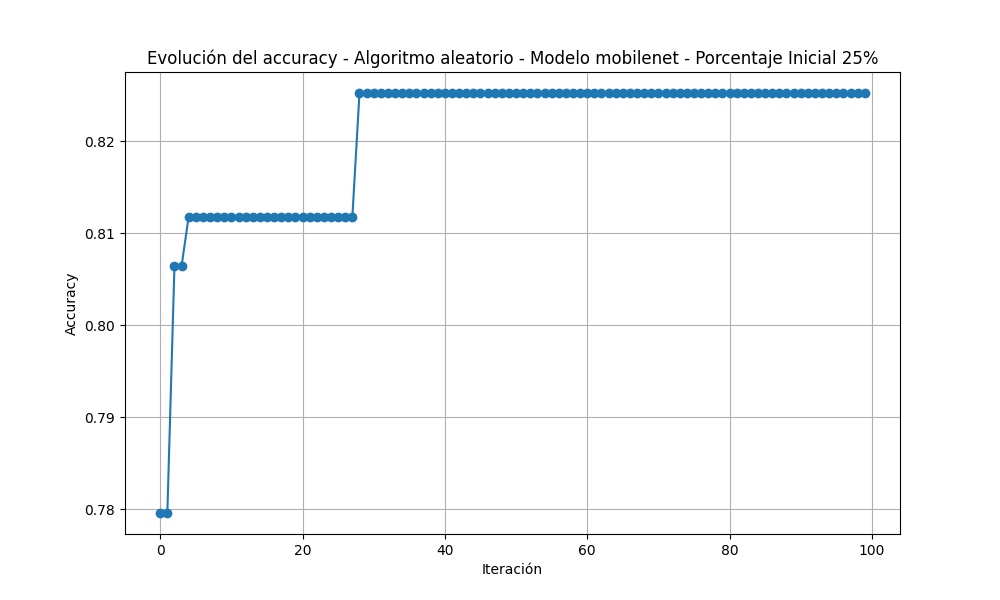 Evolución del accuracy - Algoritmo aleatorio - Modelo mobilenet - Porcentaje Inicial 25%
0.82
0.81
0.80
0.79
0.78
Accuracy
0 20 40 60 80 100
Iteración